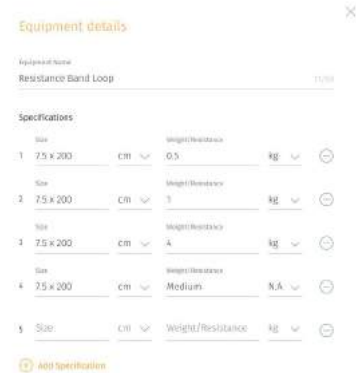 Equipment details
Equipment Name
Resistance Band Loop
Specifications
Size Weight/Resistance
1 7.5 x 200 cm 0.5 kg
Size Weight/Resistance
2 7.5 x 200 cm 1 kg
Size Weight/Resistance
3 7.5 x 200 cm 4 kg
Size Weight/Resistance
4 7.5 x 200 cm Medium N.A
5 Size cm Weight/Resistance kg
Add Specification